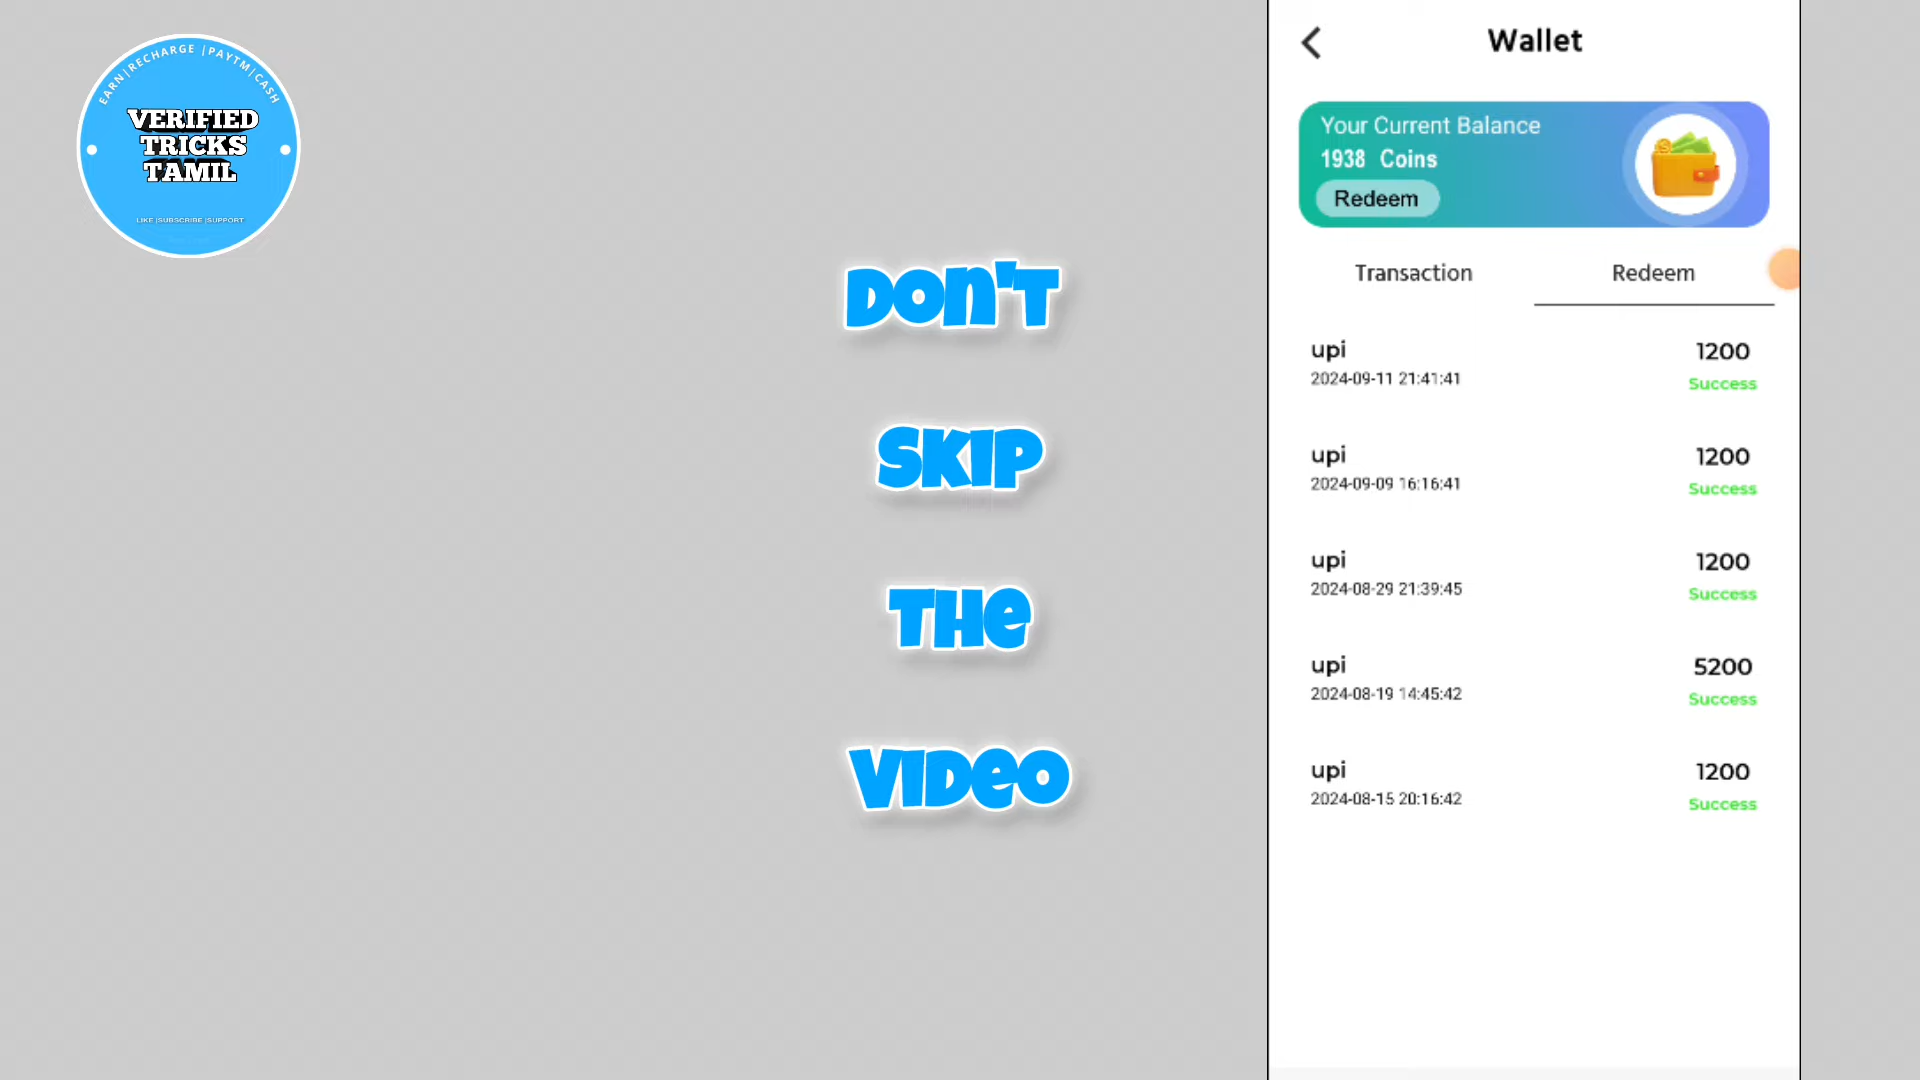 EARN|RECHARGE |PAYTM|CASH
VERIFIED
TRICKS
TAMIL
LIKE |SUBSCRIBE |SUPPORT
Don't
Skip
The
Video
Wallet
Your Current Balance
1938 Coins
Redeem
Transaction Redeem
upi 1200
2024-09-11 21:41:41 Success
upi 1200
2024-09-09 16:16:41 Success
upi 1200
2024-08-29 21:39:45 Success
upi 5200
2024-08-19 14:45:42 Success
upi 1200
2024-08-15 20:16:42 Success